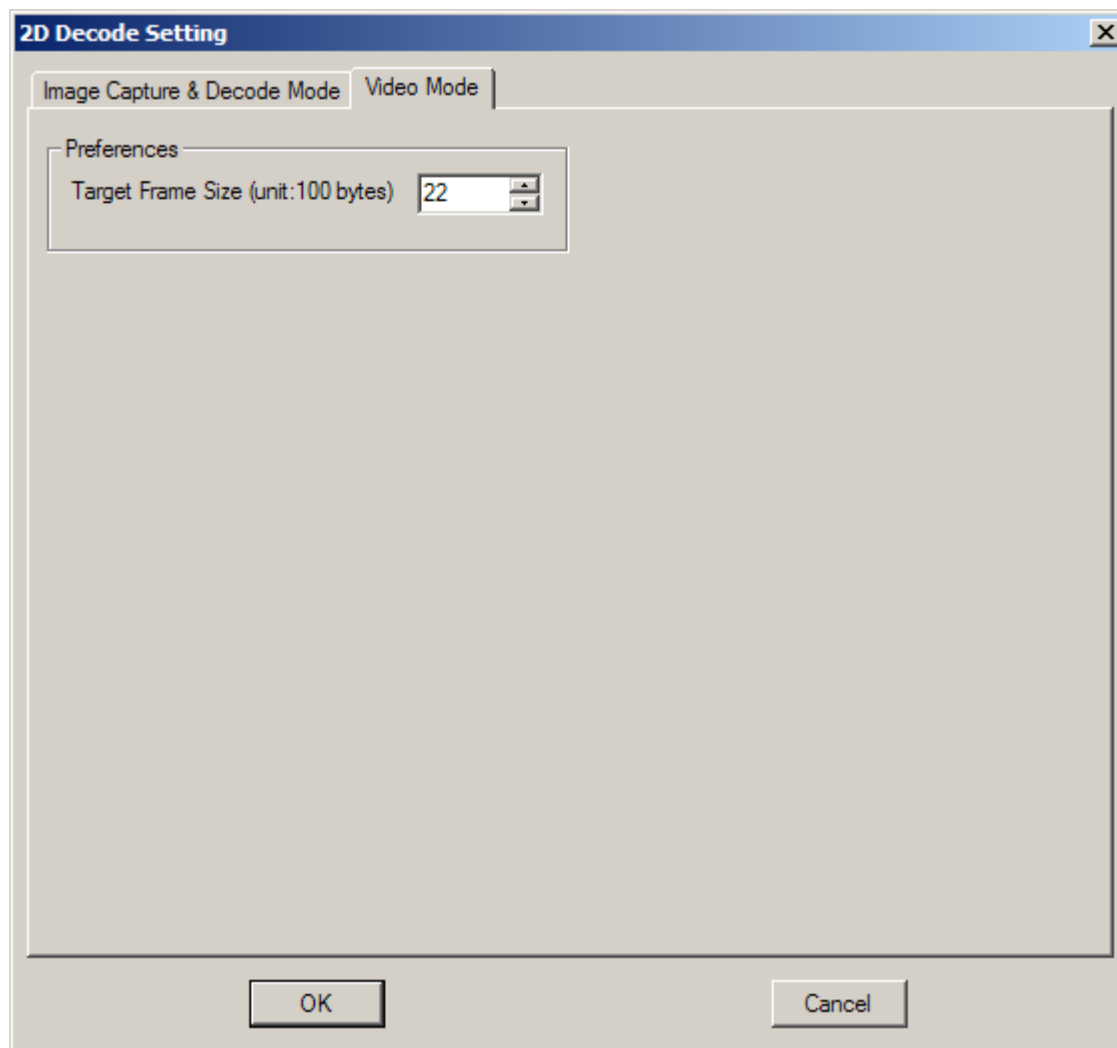 2D Decode Setting
Image Capture & Decode Mode Video Mode
Preferences
Target Frame Size (unit:100 bytes) 22
OK Cancel